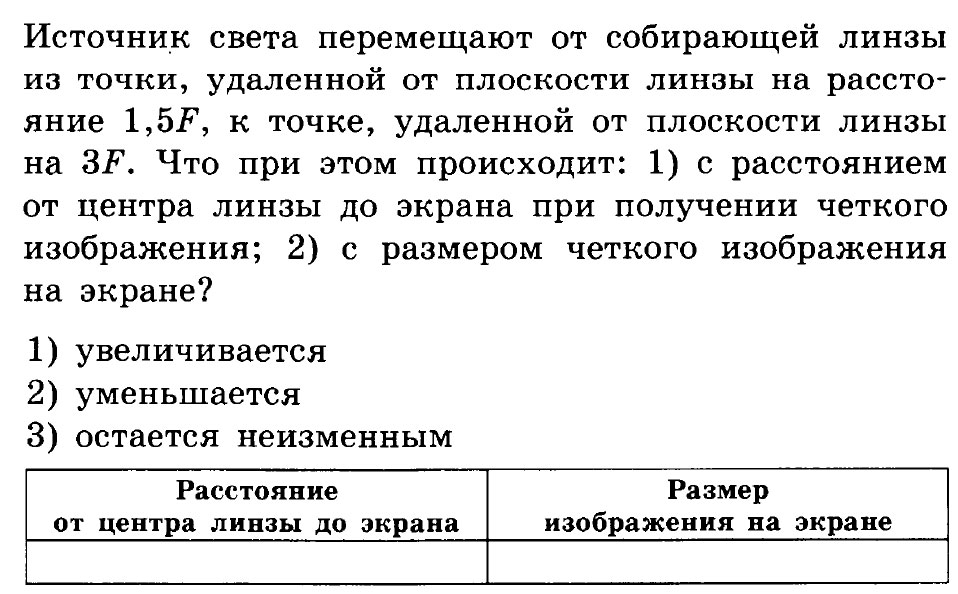 Источник света перемещают от собирающей линзы
из точки, удаленной от плоскости линзы на рассто-
яние 1,5F, к точке, удаленной от плоскости линзы
на 3F. Что при этом происходит: 1) с расстоянием
от центра линзы до экрана при получении четкого
изображения; 2) с размером четкого изображения
на экране?
1) увеличивается
2) уменьшается
3) остается неизменным
Расстояние
от центра линзы до экрана
Размер
изображения на экране